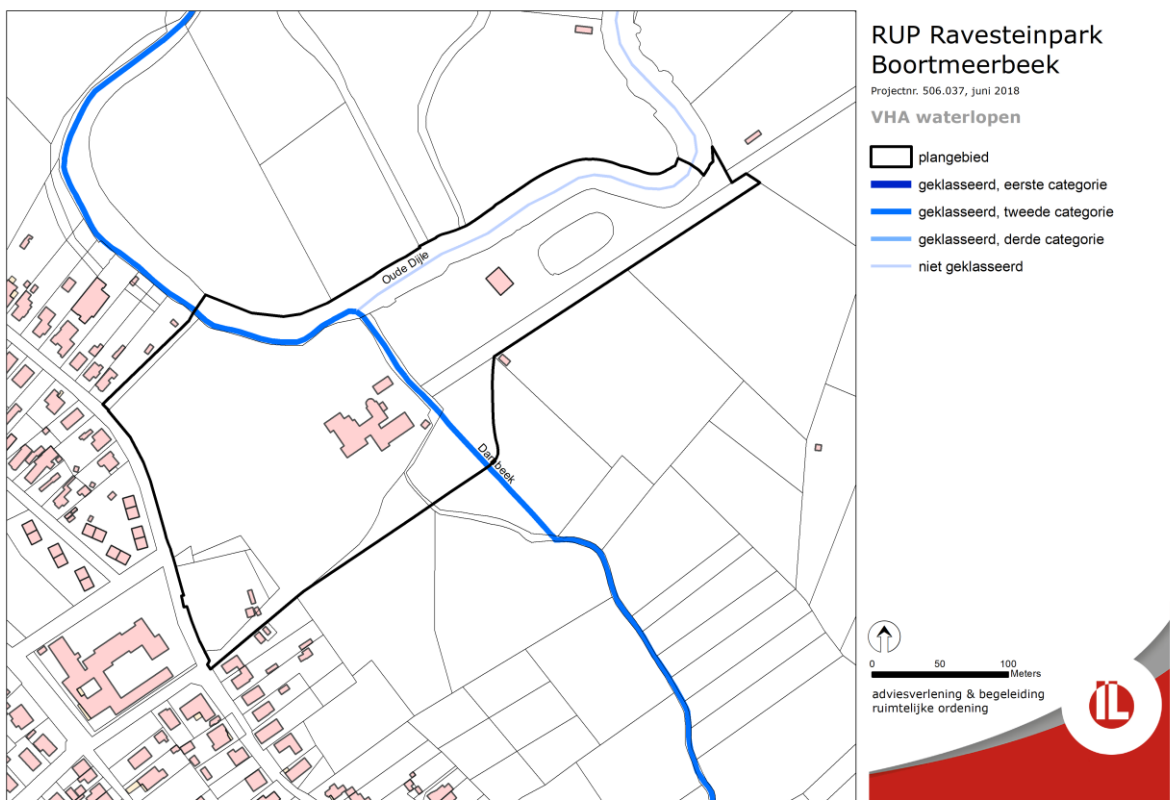 RUP Ravesteinpark
Boortmeerbeek
Projectnr. 506.037, juni 2018
VHA waterlopen
plangebied
geklasseerd, eerste categorie
geklasseerd, tweede categorie
geklasseerd, derde categorie
niet geklasseerd
Oude Dijle
0 50 100
Meters
adviesverlening & begeleiding
ruimtelijke ordening
IL